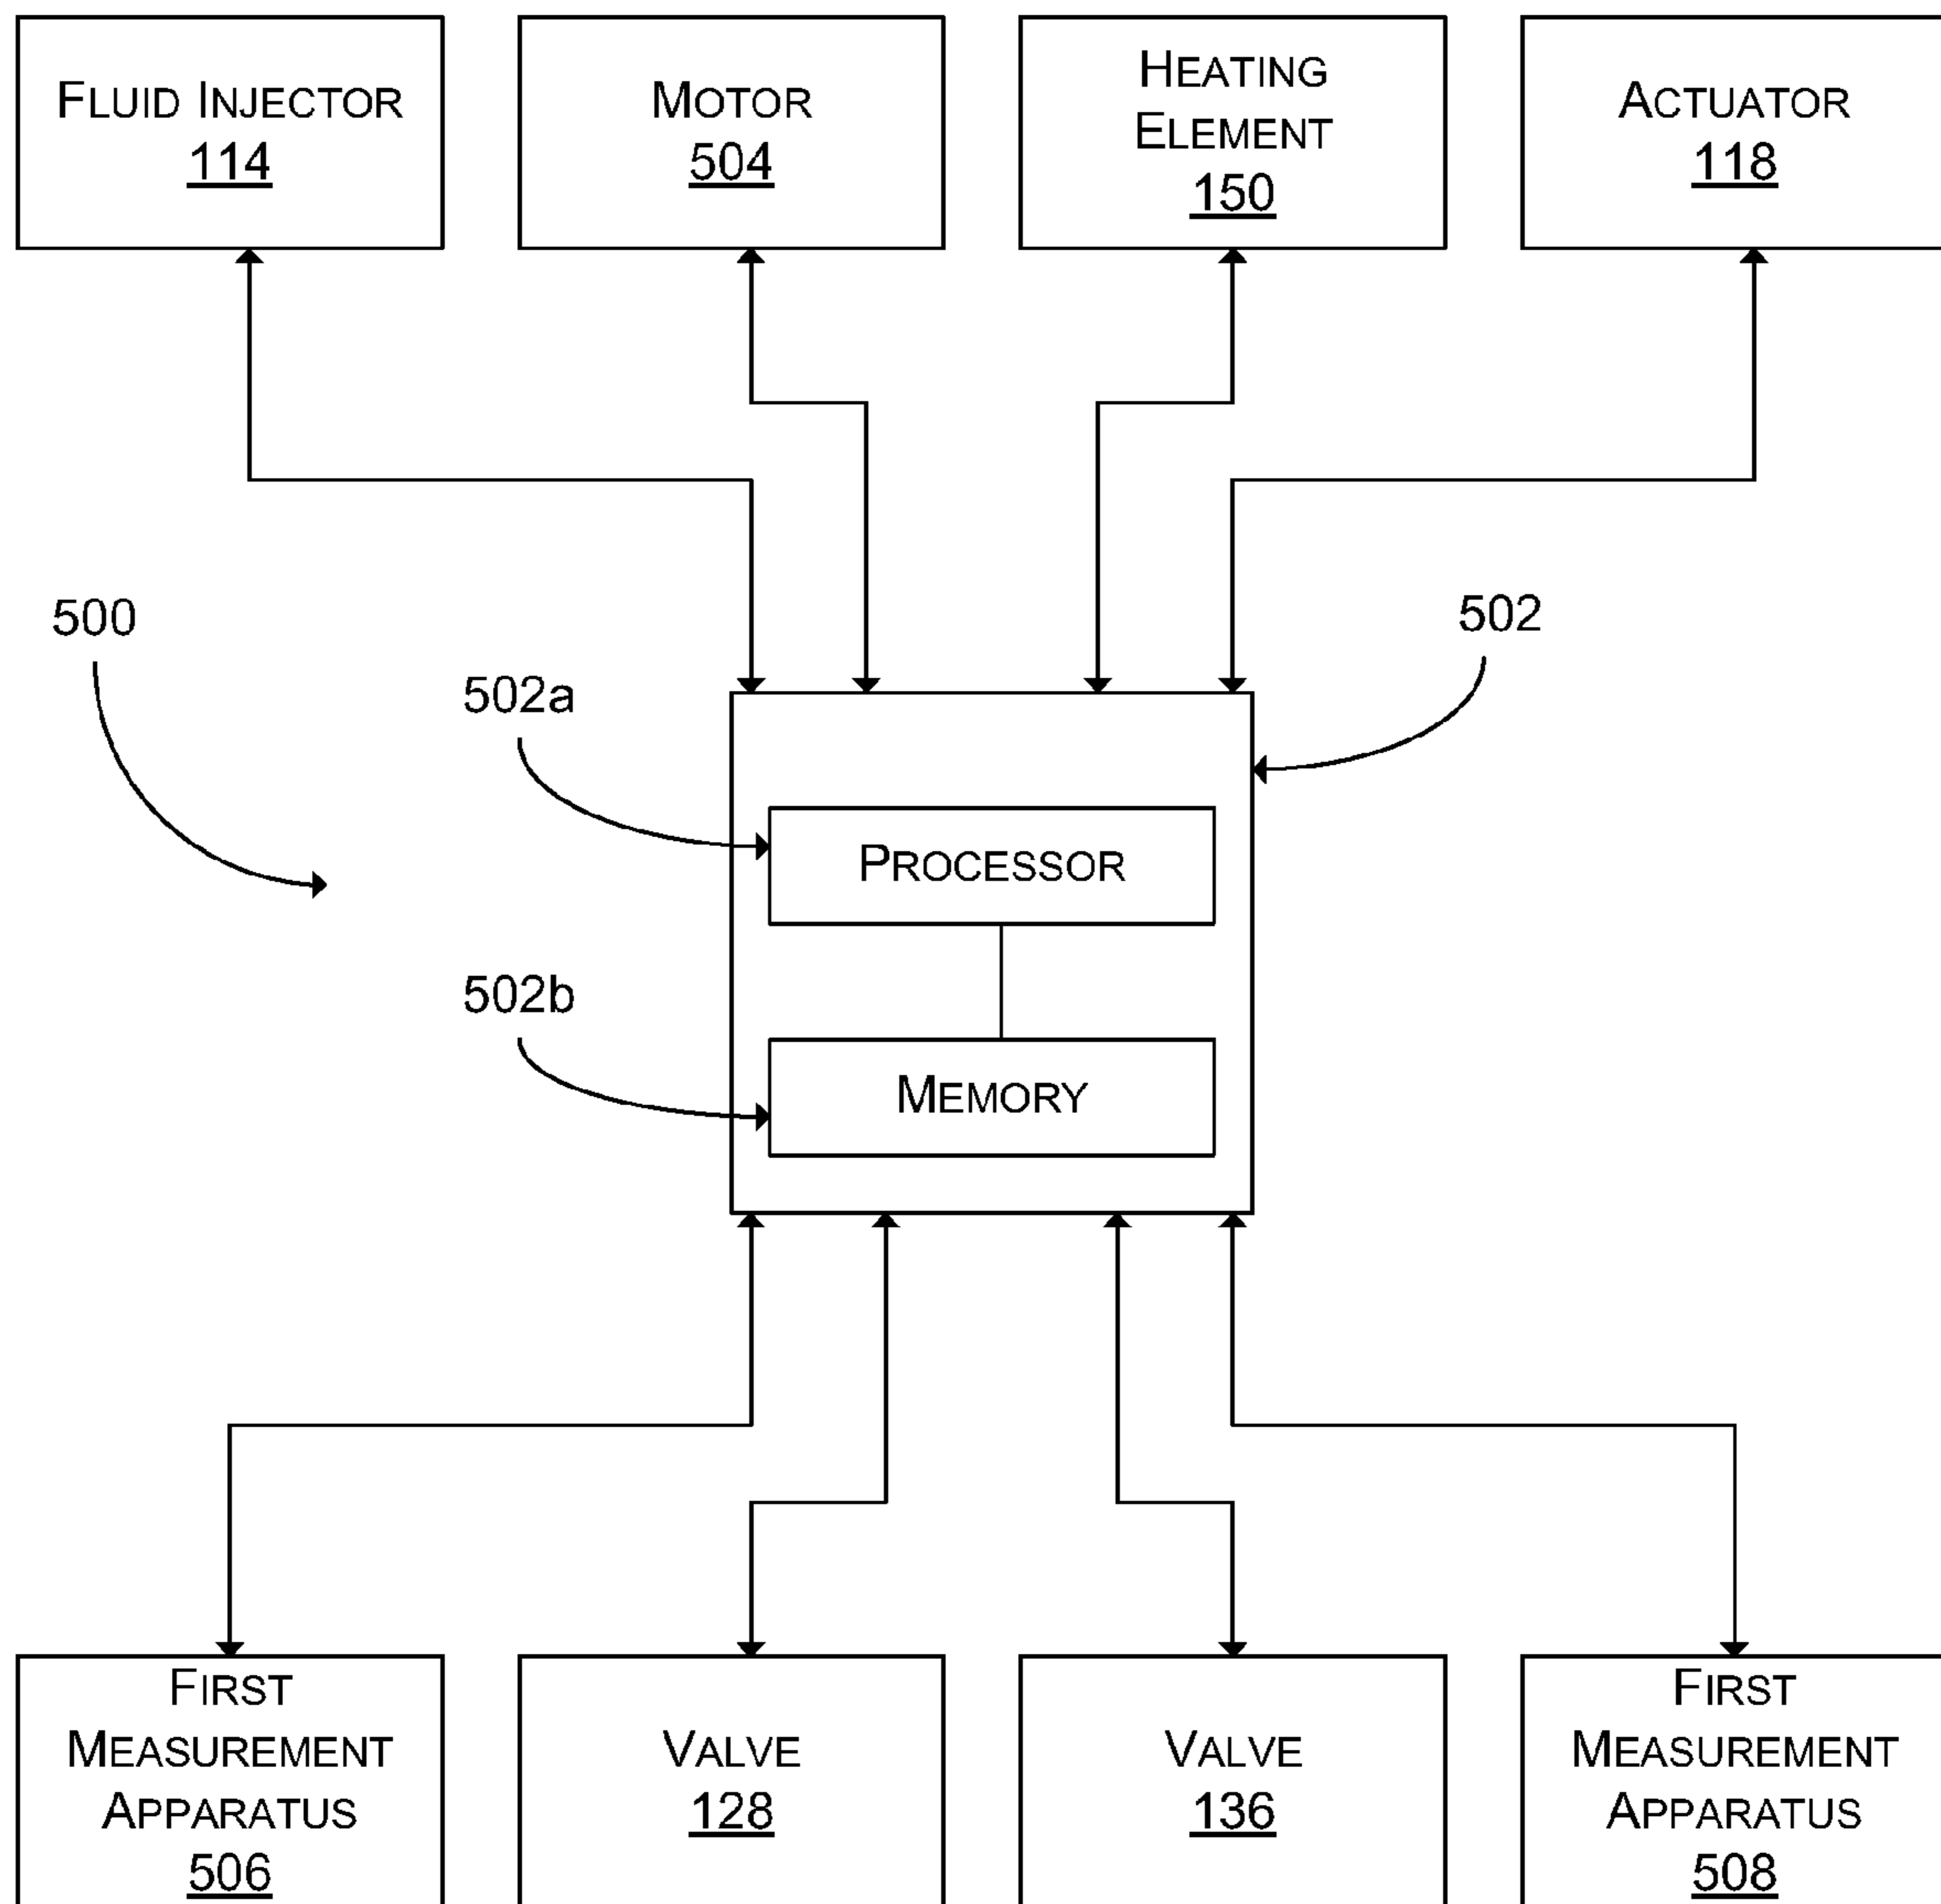 FLUID INJECTOR
114
MOTOR
504
HEATING
ELEMENT
150
ACTUATOR
118
500
502
502a
PROCESSOR
502b
MEMORY
FIRST
MEASUREMENT
APPARATUS
506
VALVE
128
VALVE
136
FIRST
MEASUREMENT
APPARATUS
508